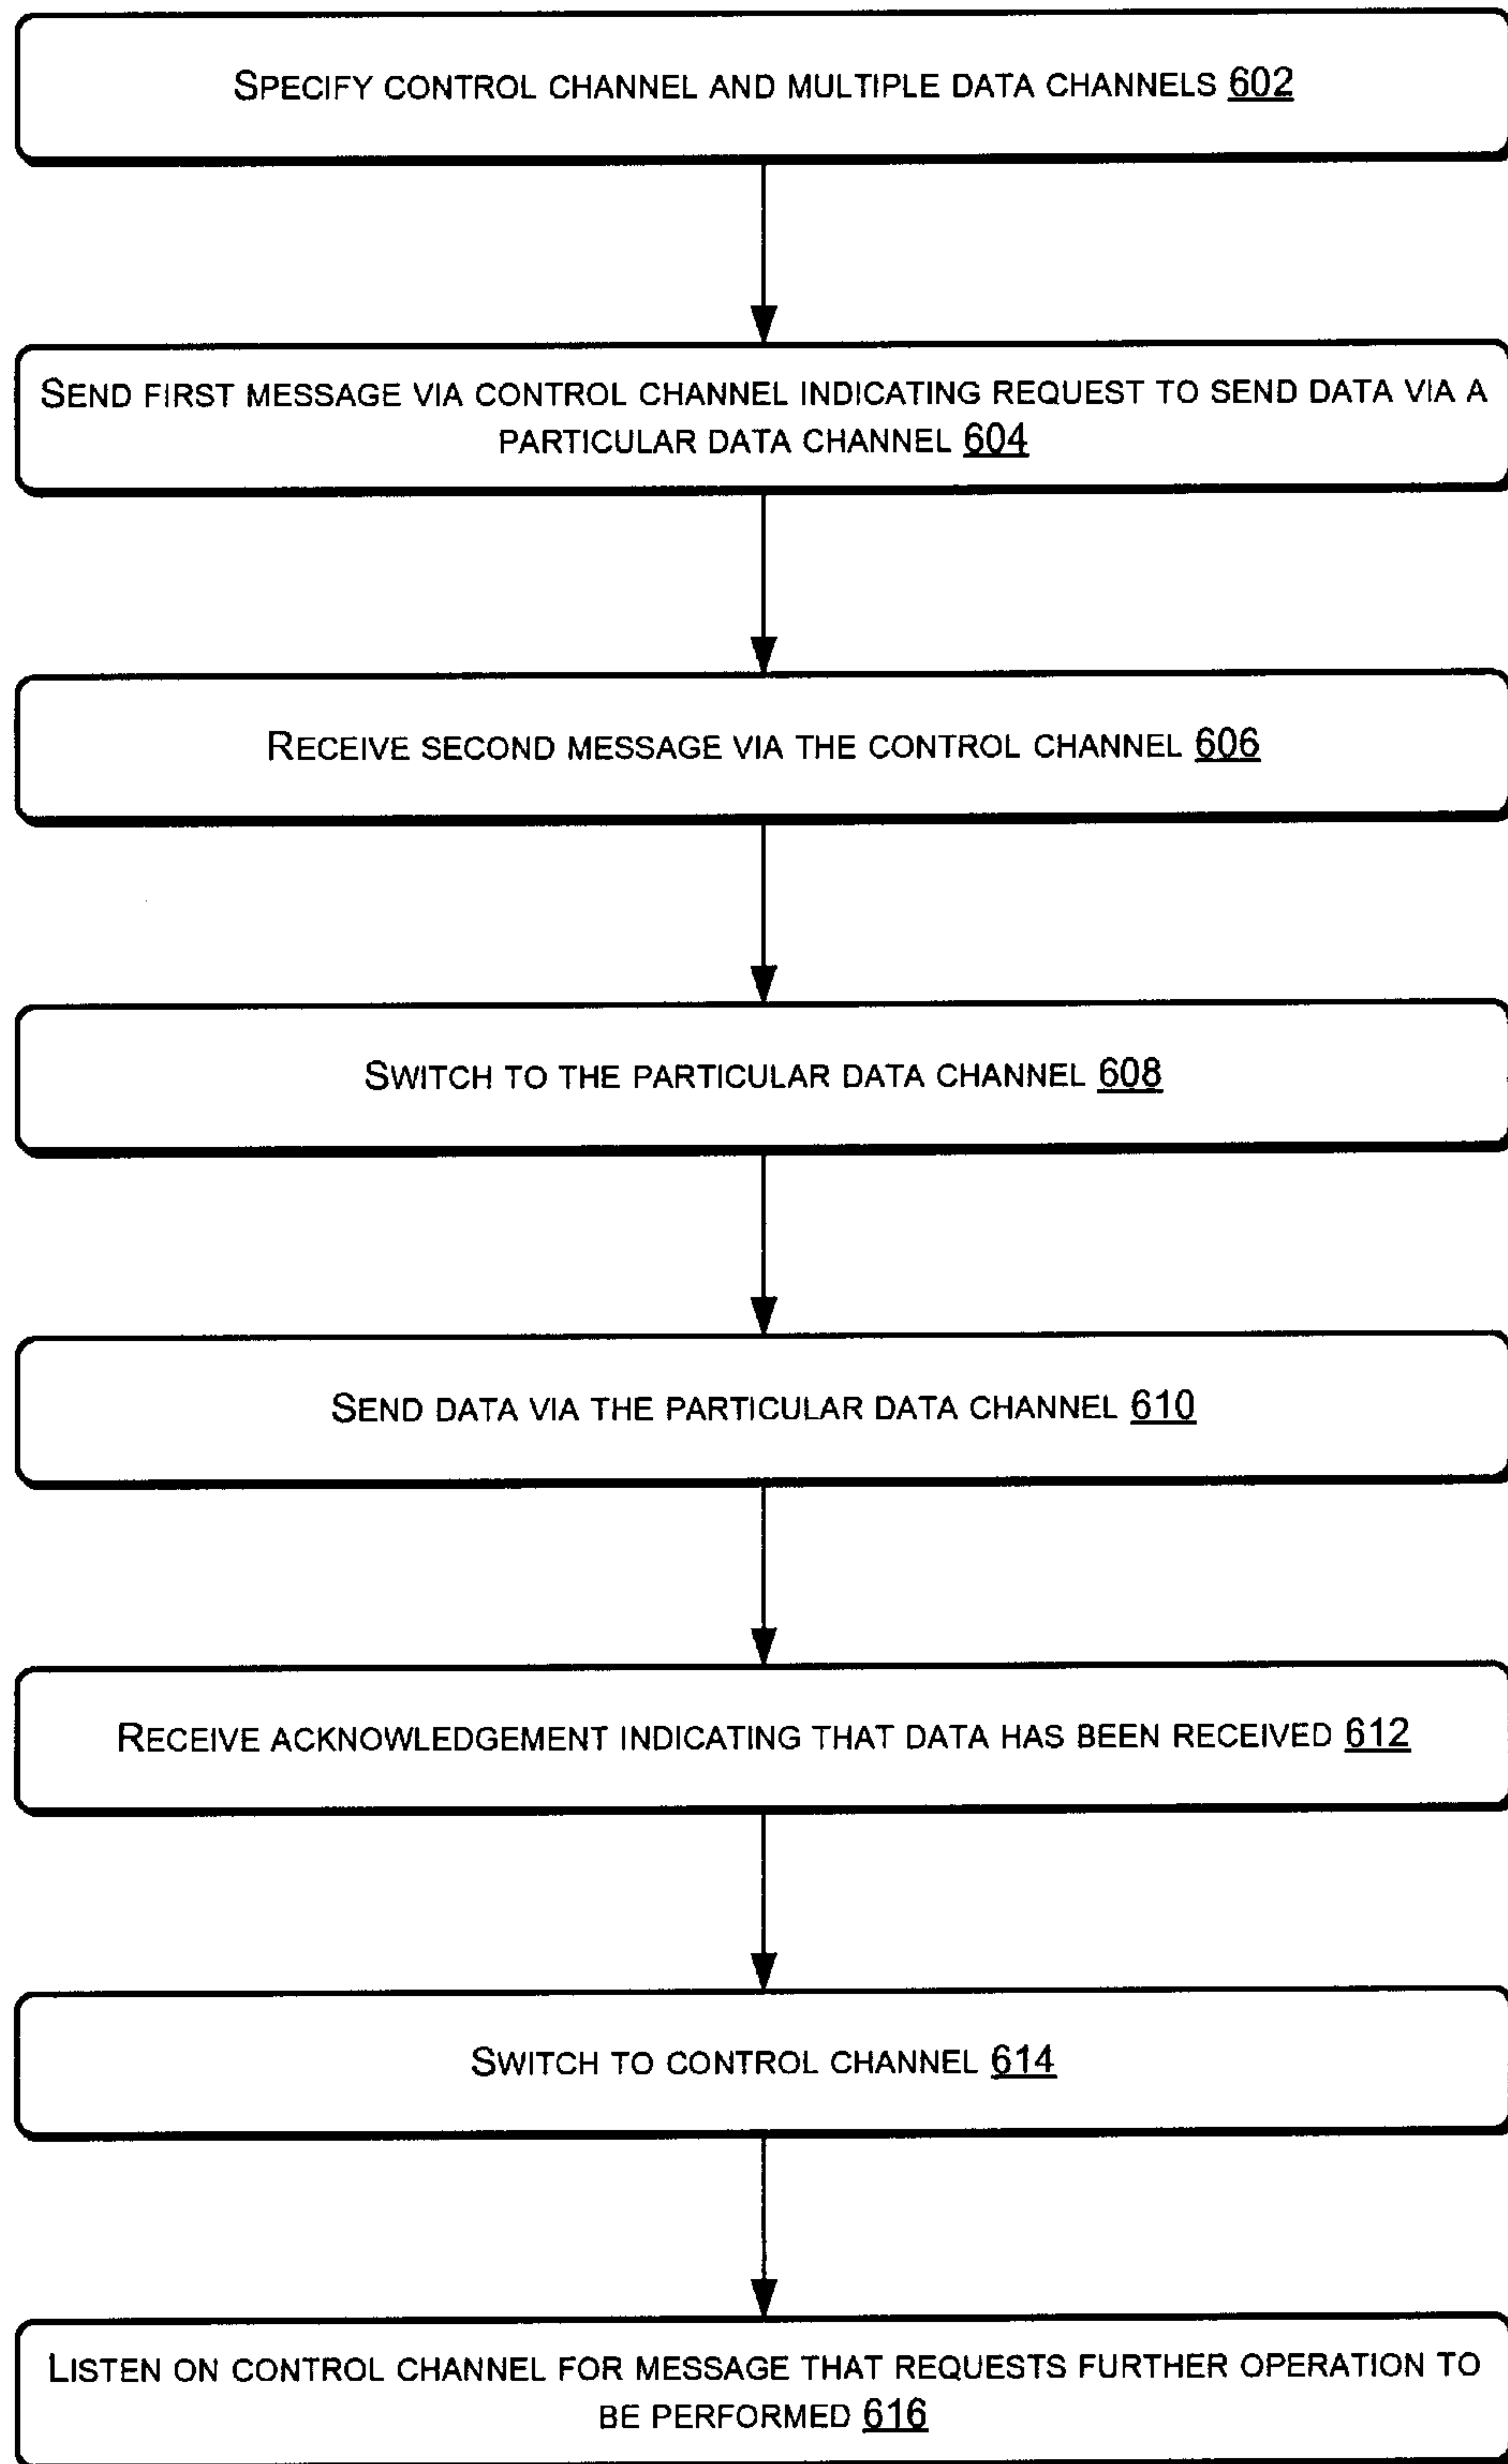 SPECIFY CONTROL CHANNEL AND MULTIPLE DATA CHANNELS 602
SEND FIRST MESSAGE VIA CONTROL CHANNEL INDICATING REQUEST TO SEND DATA VIA A
PARTICULAR DATA CHANNEL 604
RECEIVE SECOND MESSAGE VIA THE CONTROL CHANNEL 606
SWITCH TO THE PARTICULAR DATA CHANNEL 608
SEND DATA VIA THE PARTICULAR DATA CHANNEL 610
RECEIVE ACKNOWLEDGEMENT INDICATING THAT DATA HAS BEEN RECEIVED 612
SWITCH TO CONTROL CHANNEL 614
LISTEN ON CONTROL CHANNEL FOR MESSAGE THAT REQUESTS FURTHER OPERATION TO
BE PERFORMED 616